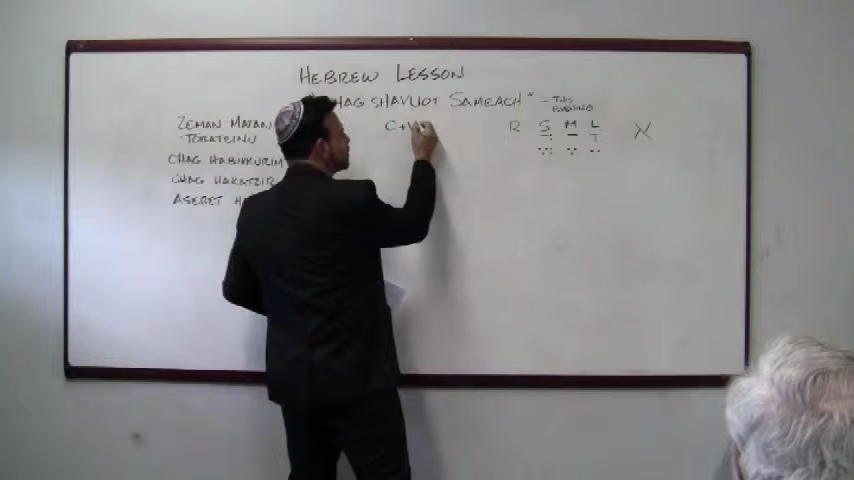 HEBREW LESSON
"CHAG SHAVUOT SAMEACH" - THIS EVENING
ZEMAN MATAN
TORATEINU
CHAG HABIKKURIM
CHAG HAKATZIR
ASERET
C+V
R S M L
T
א